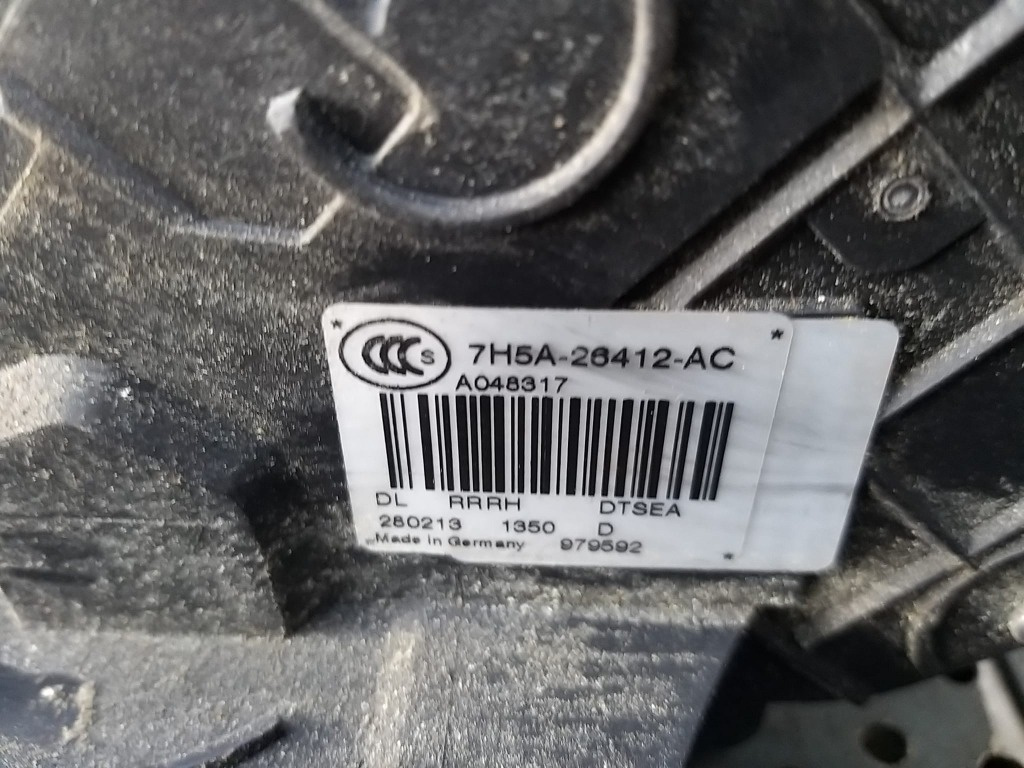 * CCC S 7H5A-26412-AC *
A048317
DL RRRH DTSEA
280213 1350 D
Made in Germany 979592 *